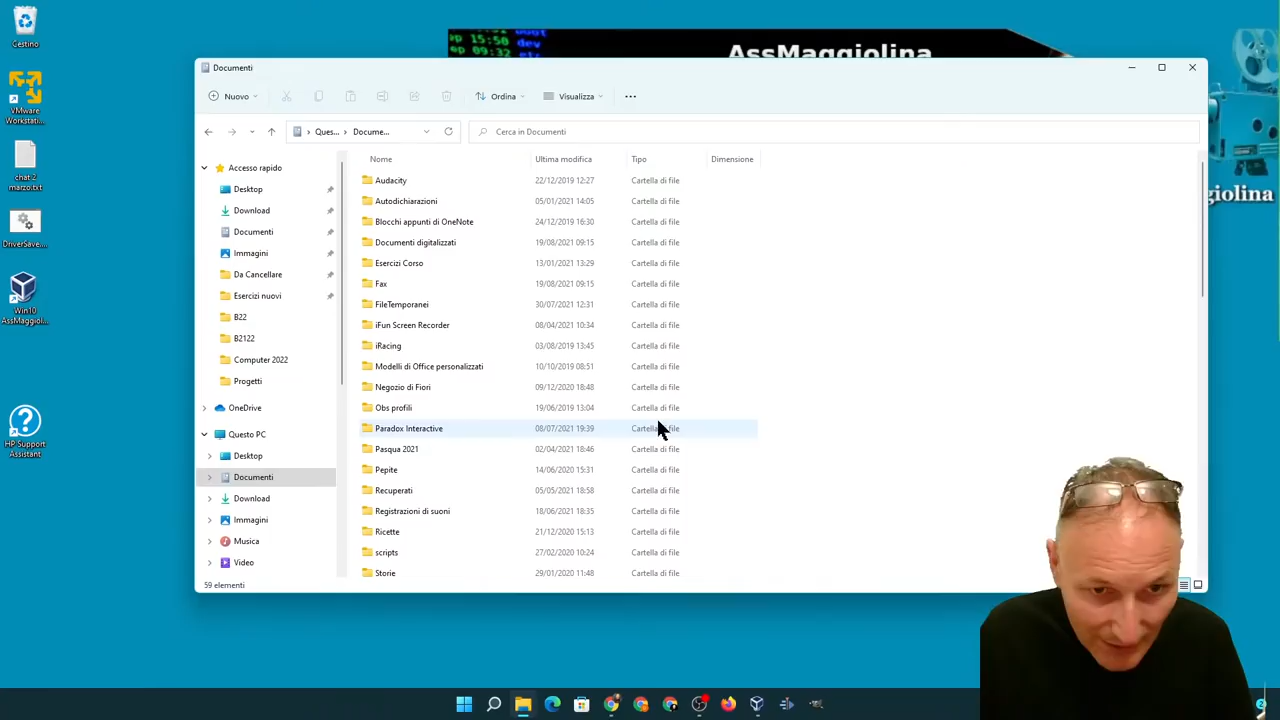 Cestino
VMware
Workstati...
chat 2
marzo.txt
DriverSave....
Win10
AssMaggiol...
HP Support
Assistant
ep 15:50
dev
ep 09:32
AssMaggiolina
giolina
Documenti
Nuovo
Ordina
Visualizza
Ques... > Docume...
Cerca in Documenti
Accesso rapido
Desktop
Download
Documenti
Immagini
Da Cancellare
Esercizi nuovi
B22
B2122
Computer 2022
Progetti
OneDrive
Questo PC
Desktop
Documenti
Download
Immagini
Musica
Video
Nome Ultima modifica Tipo Dimensione
Audacity 22/12/2019 12:27 Cartella di file
Autodichiarazioni 05/01/2021 14:05 Cartella di file
Blocchi appunti di OneNote 24/12/2019 16:30 Cartella di file
Documenti digitalizzati 19/08/2021 09:15 Cartella di file
Esercizi Corso 13/01/2021 13:29 Cartella di file
Fax 19/08/2021 09:15 Cartella di file
FileTemporanei 30/07/2021 12:31 Cartella di file
iFun Screen Recorder 08/04/2021 10:34 Cartella di file
iRacing 03/08/2021 13:45 Cartella di file
Modelli di Office personalizzati 10/10/2019 08:51 Cartella di file
Negozio di Fiori 09/12/2020 18:48 Cartella di file
Obs profili 19/06/2019 13:04 Cartella di file
Paradox Interactive 08/07/2021 19:39 Cartella di file
Pasqua 2021 02/04/2021 18:46 Cartella di file
Pepite 14/06/2020 15:31 Cartella di file
Recuperati 05/05/2021 18:58 Cartella di file
Registrazioni di suoni 18/06/2021 18:35 Cartella di file
Ricette 21/12/2020 15:13 Cartella di file
scripts 27/02/2020 10:24 Cartella di file
Storie 29/01/2020 11:48 Cartella di file
59 elementi